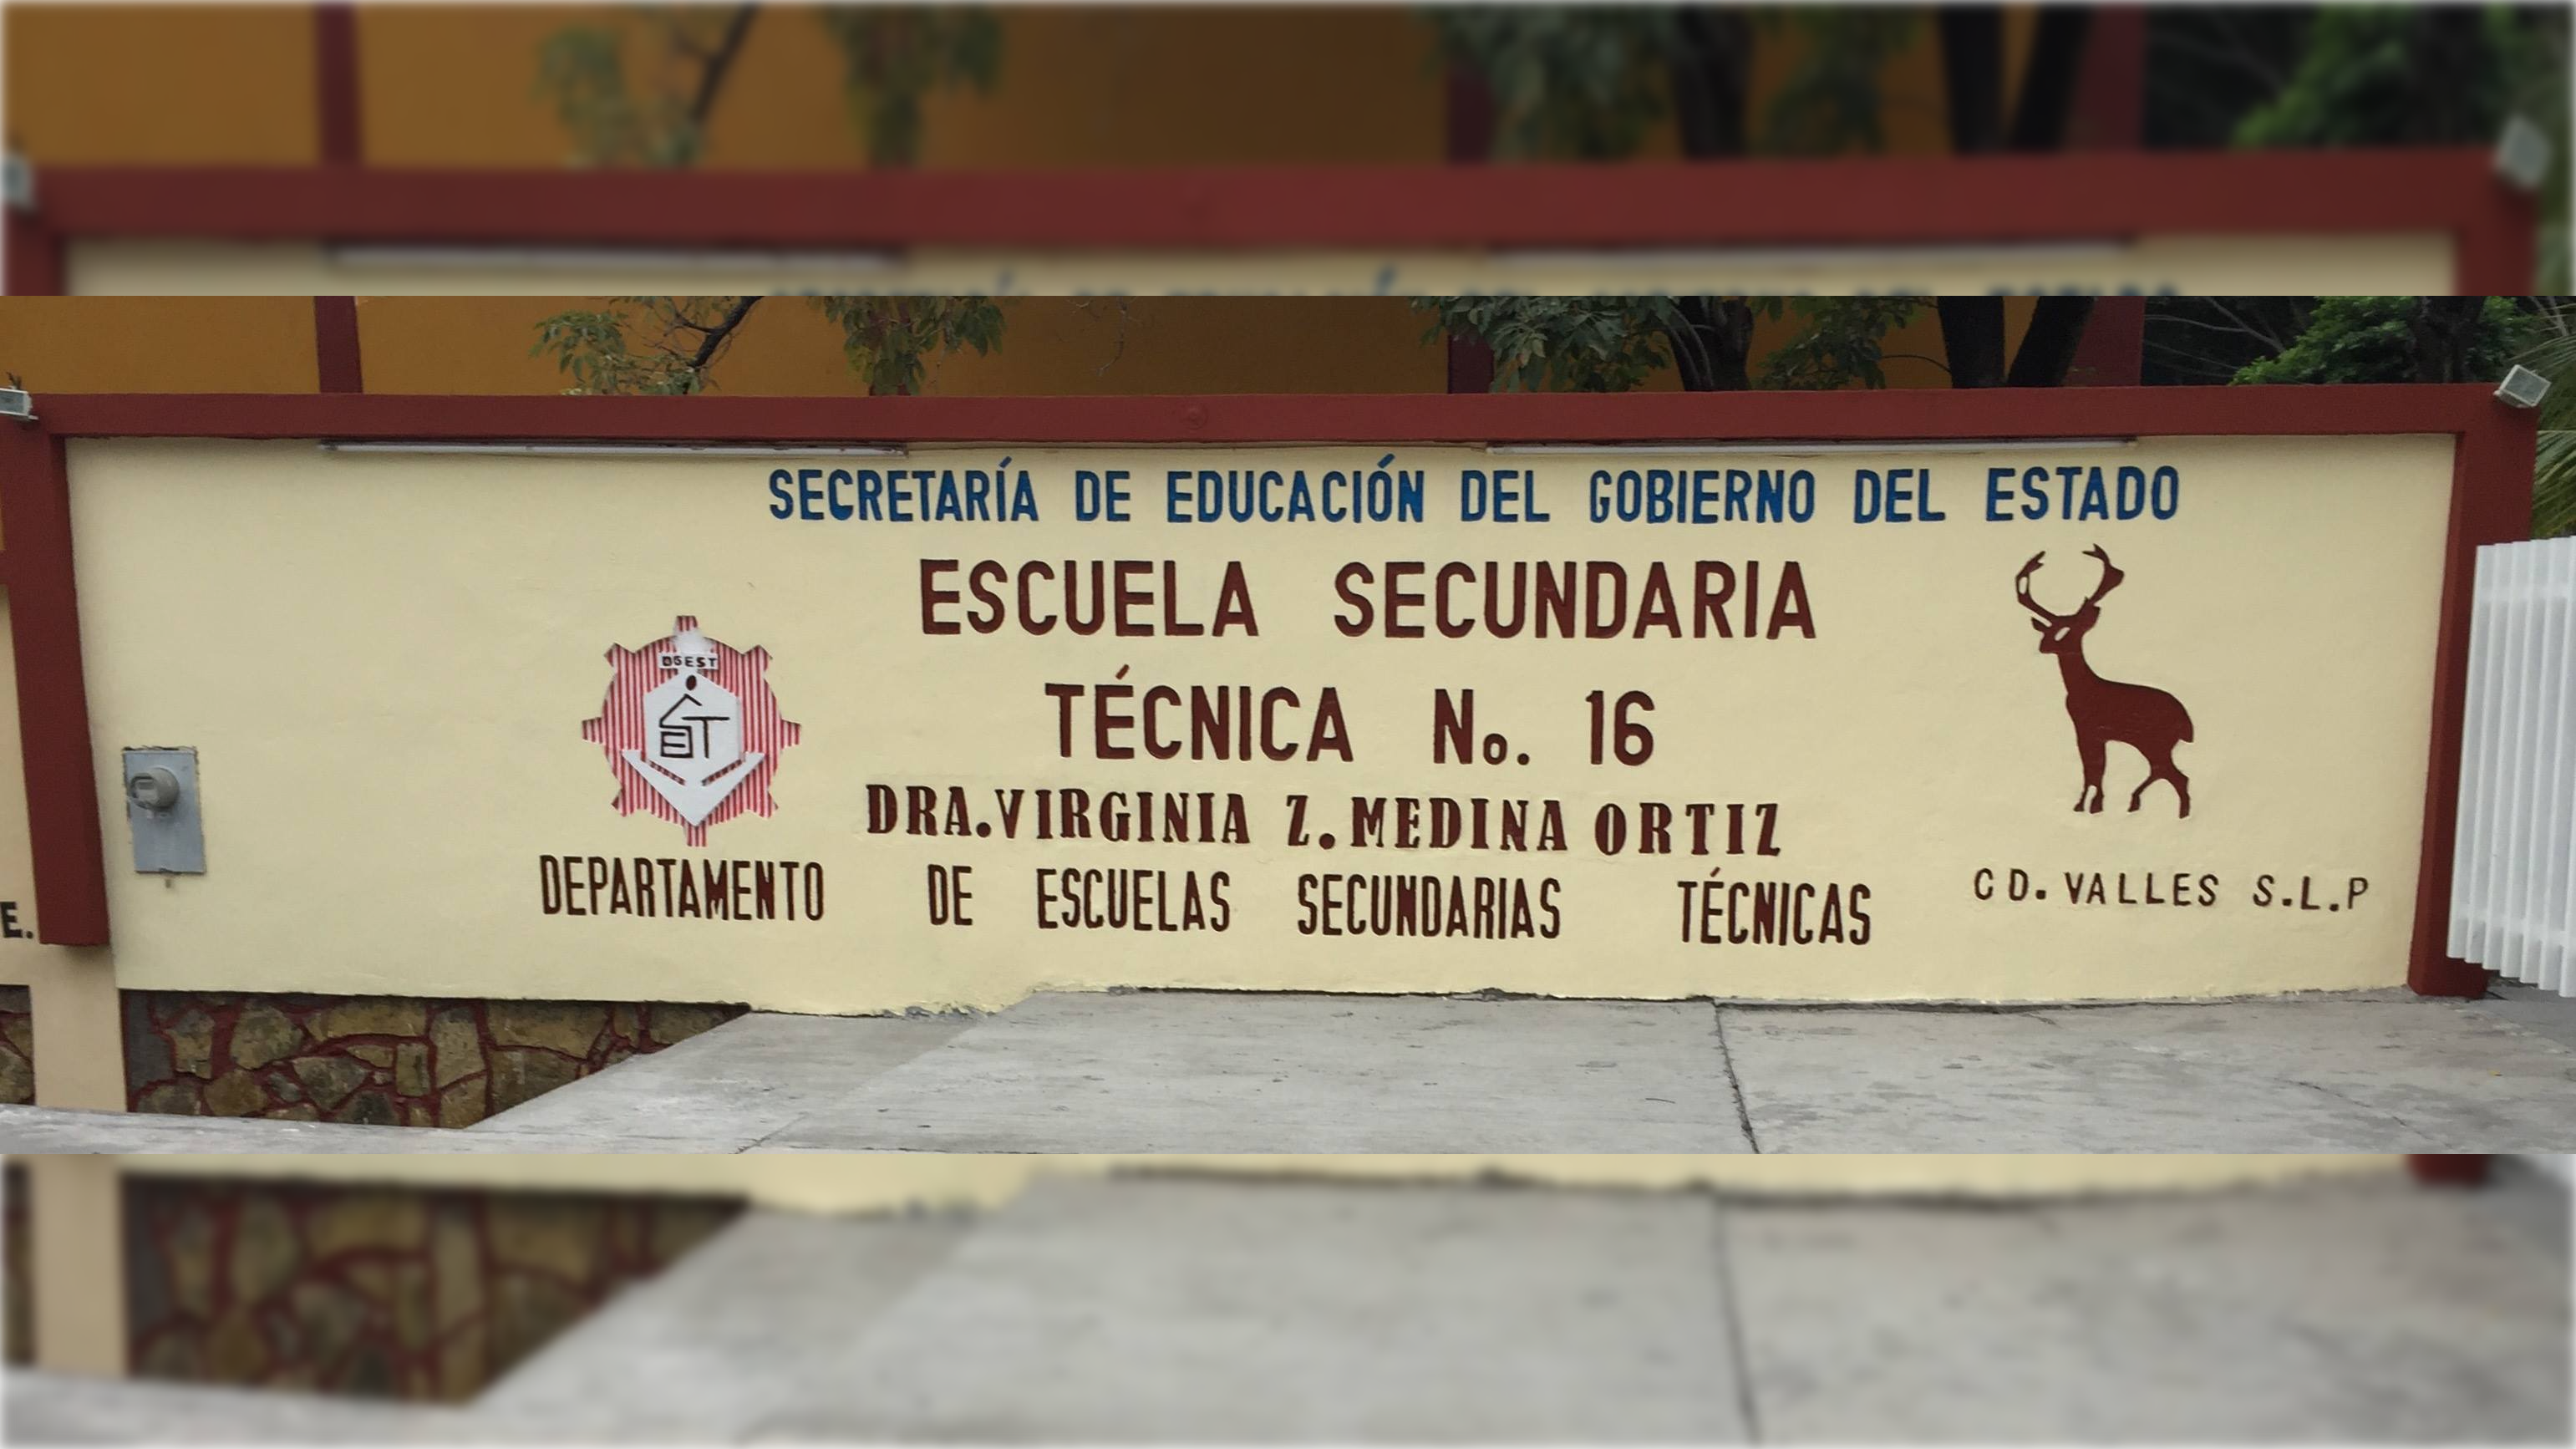 SECRETARÍA DE EDUCACIÓN DEL GOBIERNO DEL ESTADO
ESCUELA SECUNDARIA
TÉCNICA No. 16
DRA. VIRGINIA Z. MEDINA ORTIZ
DEPARTAMENTO DE ESCUELAS SECUNDARIAS TÉCNICAS
CD. VALLES S.L.P
DGEST
E.